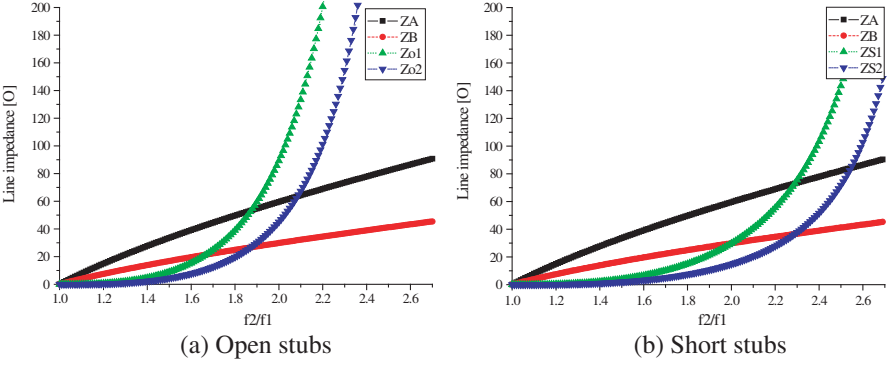 200
180
160
140
120
100
80
60
40
20
0
Line impedance [O]
1.0 1.2 1.4 1.6 1.8 2.0 2.2 2.4 2.6
f2/f1
ZA
ZB
Zo1
Zo2
(a) Open stubs
200
180
160
140
120
100
80
60
40
20
0
Line impedance [O]
1.0 1.2 1.4 1.6 1.8 2.0 2.2 2.4 2.6
f2/f1
ZA
ZB
ZS1
ZS2
(b) Short stubs